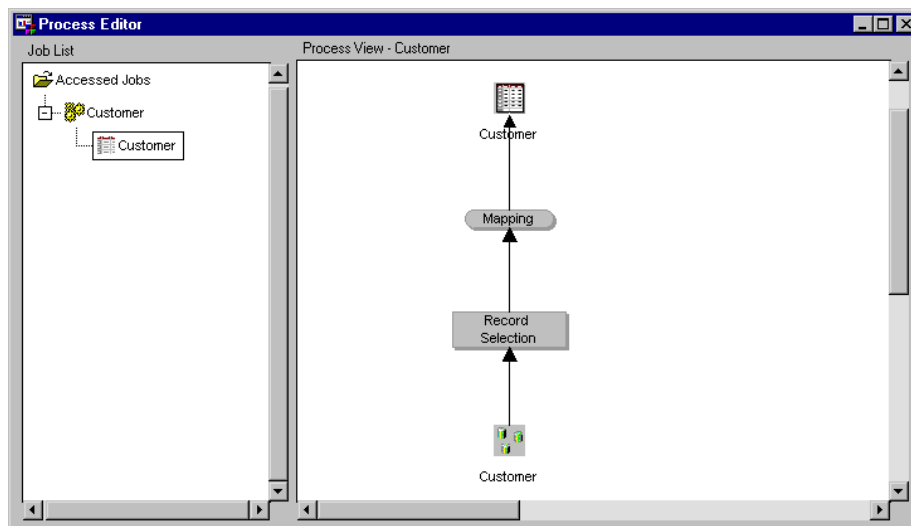 Process Editor
Job List
Accessed Jobs
Customer
Customer
Process View - Customer
Customer
Mapping
Record
Selection
Customer